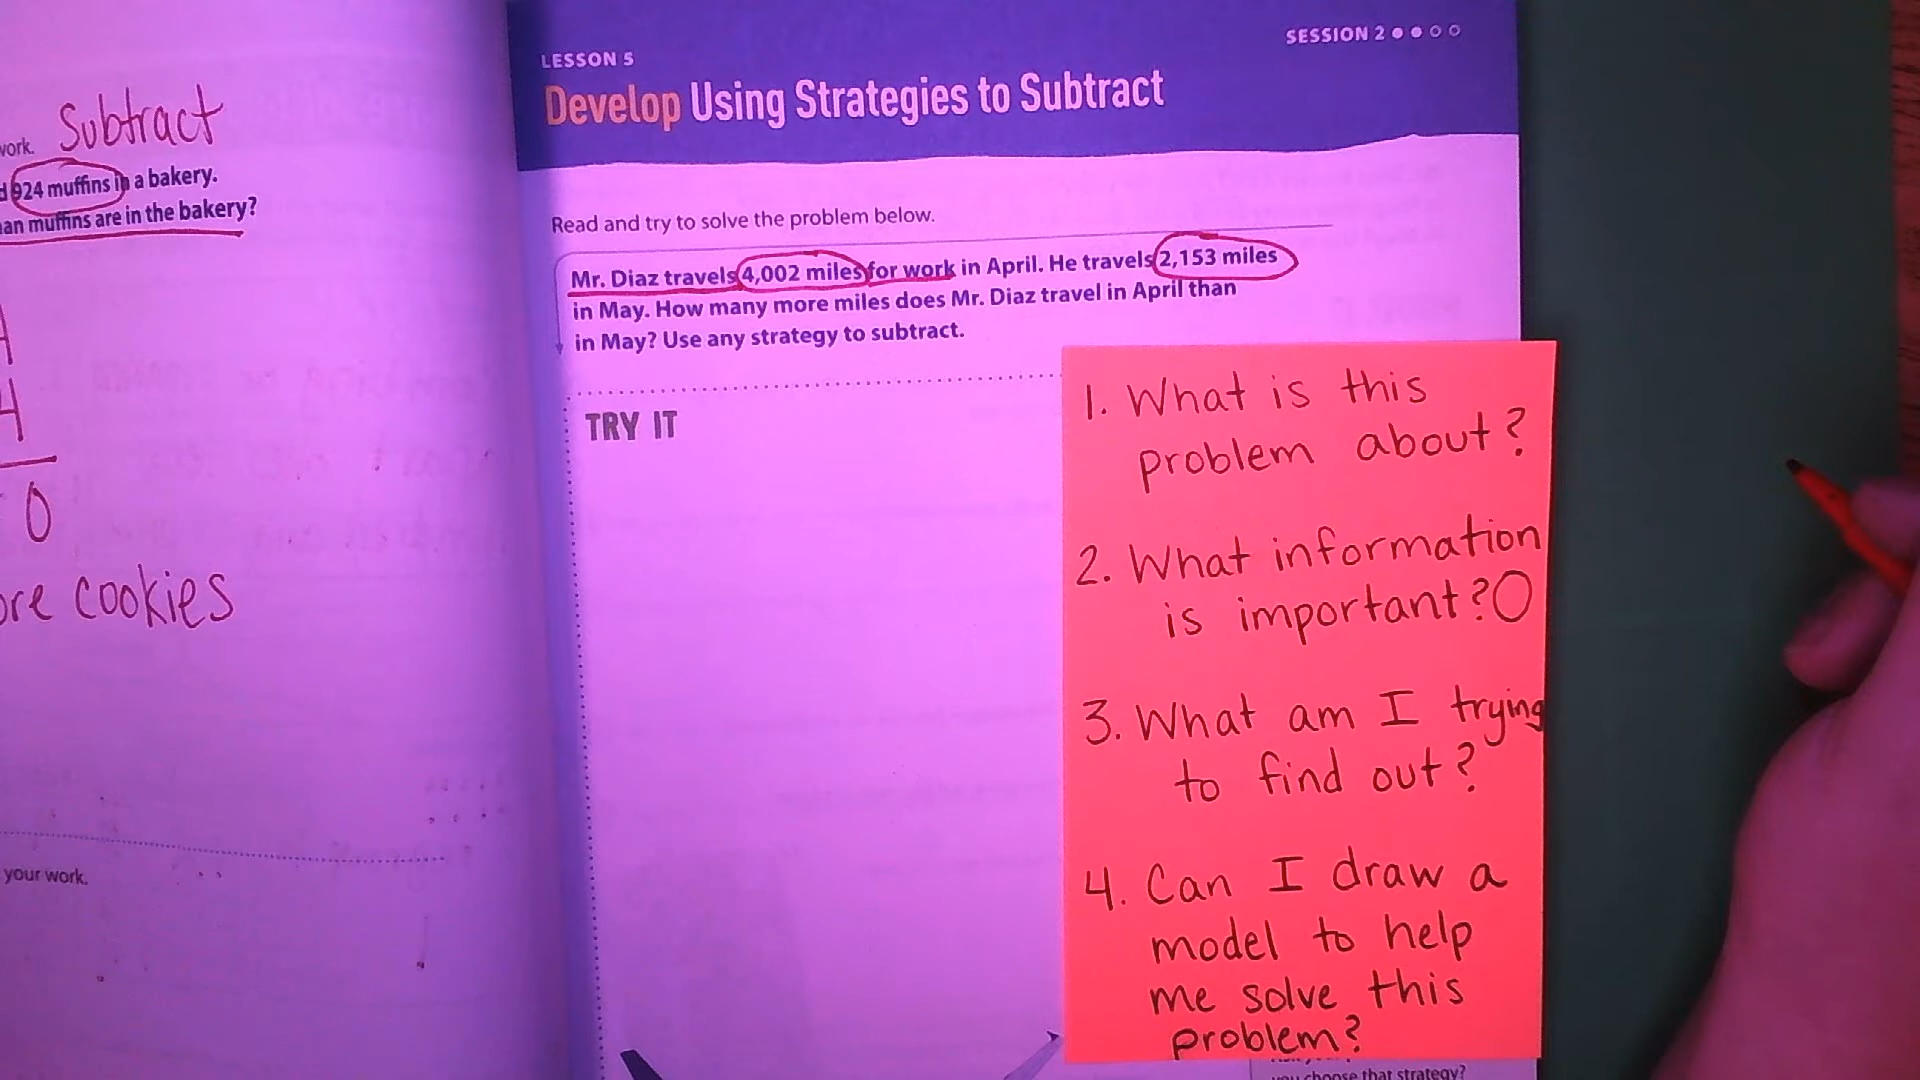 Subtract
work.
924 muffins in a bakery.
muffins are in the bakery?
4
0
cookies
your work.
LESSON 5
SESSION 2
Develop Using Strategies to Subtract
Read and try to solve the problem below.
Mr. Diaz travels 4,002 miles for work in April. He travels 2,153 miles
in May. How many more miles does Mr. Diaz travel in April than
in May? Use any strategy to subtract.
TRY IT
1. What is this
problem about?
2. What information
is important?
3. What am I trying
to find out?
4. Can I draw a
model to help
me solve this
problem?
you choose that strategy?